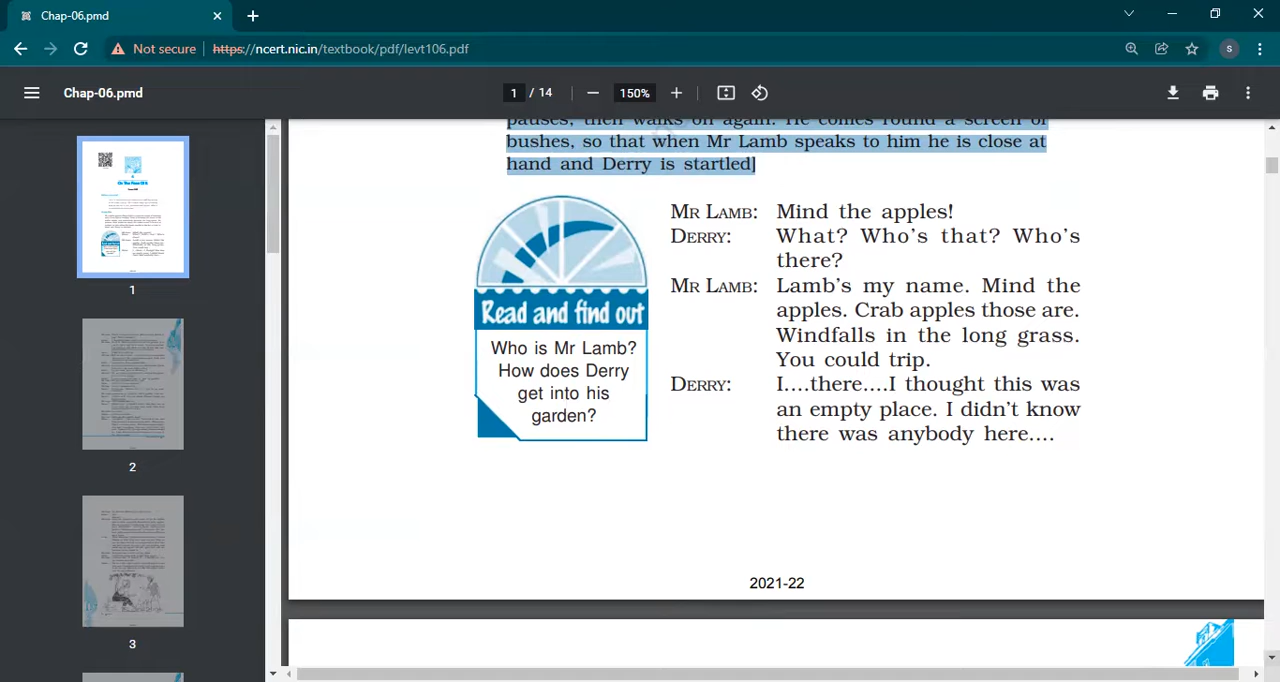 Chap-06.pmd
Not secure
https://ncert.nic.in/textbook/pdf/levt106.pdf
S
Chap-06.pmd
1 / 14
150%
pauses, then walks on again. He comes round a screen of
bushes, so that when Mr Lamb speaks to him he is close at
hand and Derry is startled]
MR LAMB: Mind the apples!
DERRY: What? Who's that? Who's
there?
MR LAMB: Lamb's my name. Mind the
apples. Crab apples those are.
Windfalls in the long grass.
You could trip.
DERRY: I....there....I thought this was
an empty place. I didn't know
there was anybody here....
Read and find out
Who is Mr Lamb?
How does Derry
get into his
garden?
2021-22
1
2
3